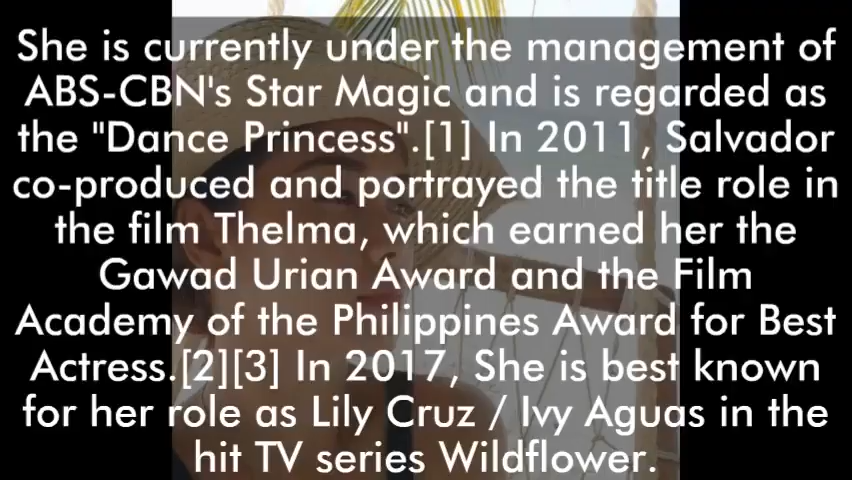 She is currently under the management of
ABS-CBN's Star Magic and is regarded as
the "Dance Princess".[1] In 2011, Salvador
co-produced and portrayed the title role in
the film Thelma, which earned her the
Gawad Urian Award and the Film
Academy of the Philippines Award for Best
Actress.[2][3] In 2017, She is best known
for her role as Lily Cruz / Ivy Aguas in the
hit TV series Wildflower.